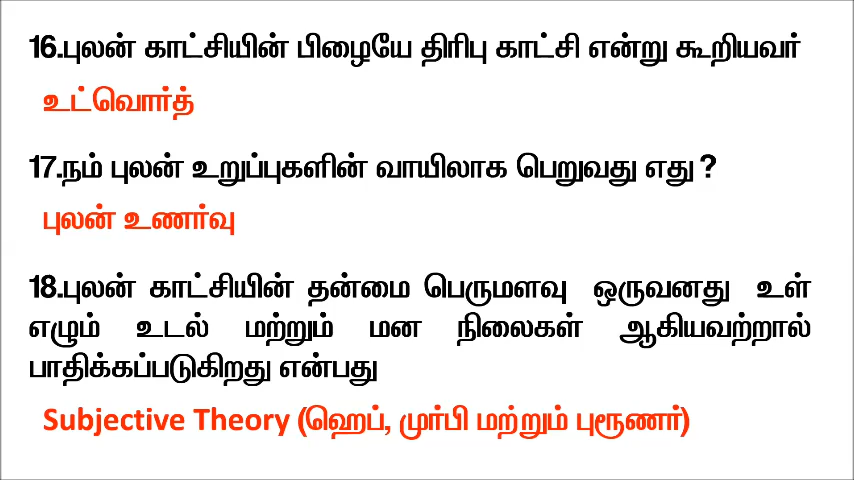 16.புலன் காட்சியின் பிழையே திரிபு காட்சி என்று கூறியவர்
உட்வொர்த்
17.நம் புலன் உறுப்புகளின் வாயிலாக பெறுவது எது ?
புலன் உணர்வு
18.புலன் காட்சியின் தன்மை பெருமளவு ஒருவனது உள்
எழும் உடல் மற்றும் மன நிலைகள் ஆகியவற்றால்
பாதிக்கப்படுகிறது என்பது
Subjective Theory (ஹெப், முர்பி மற்றும் புரூணர்)